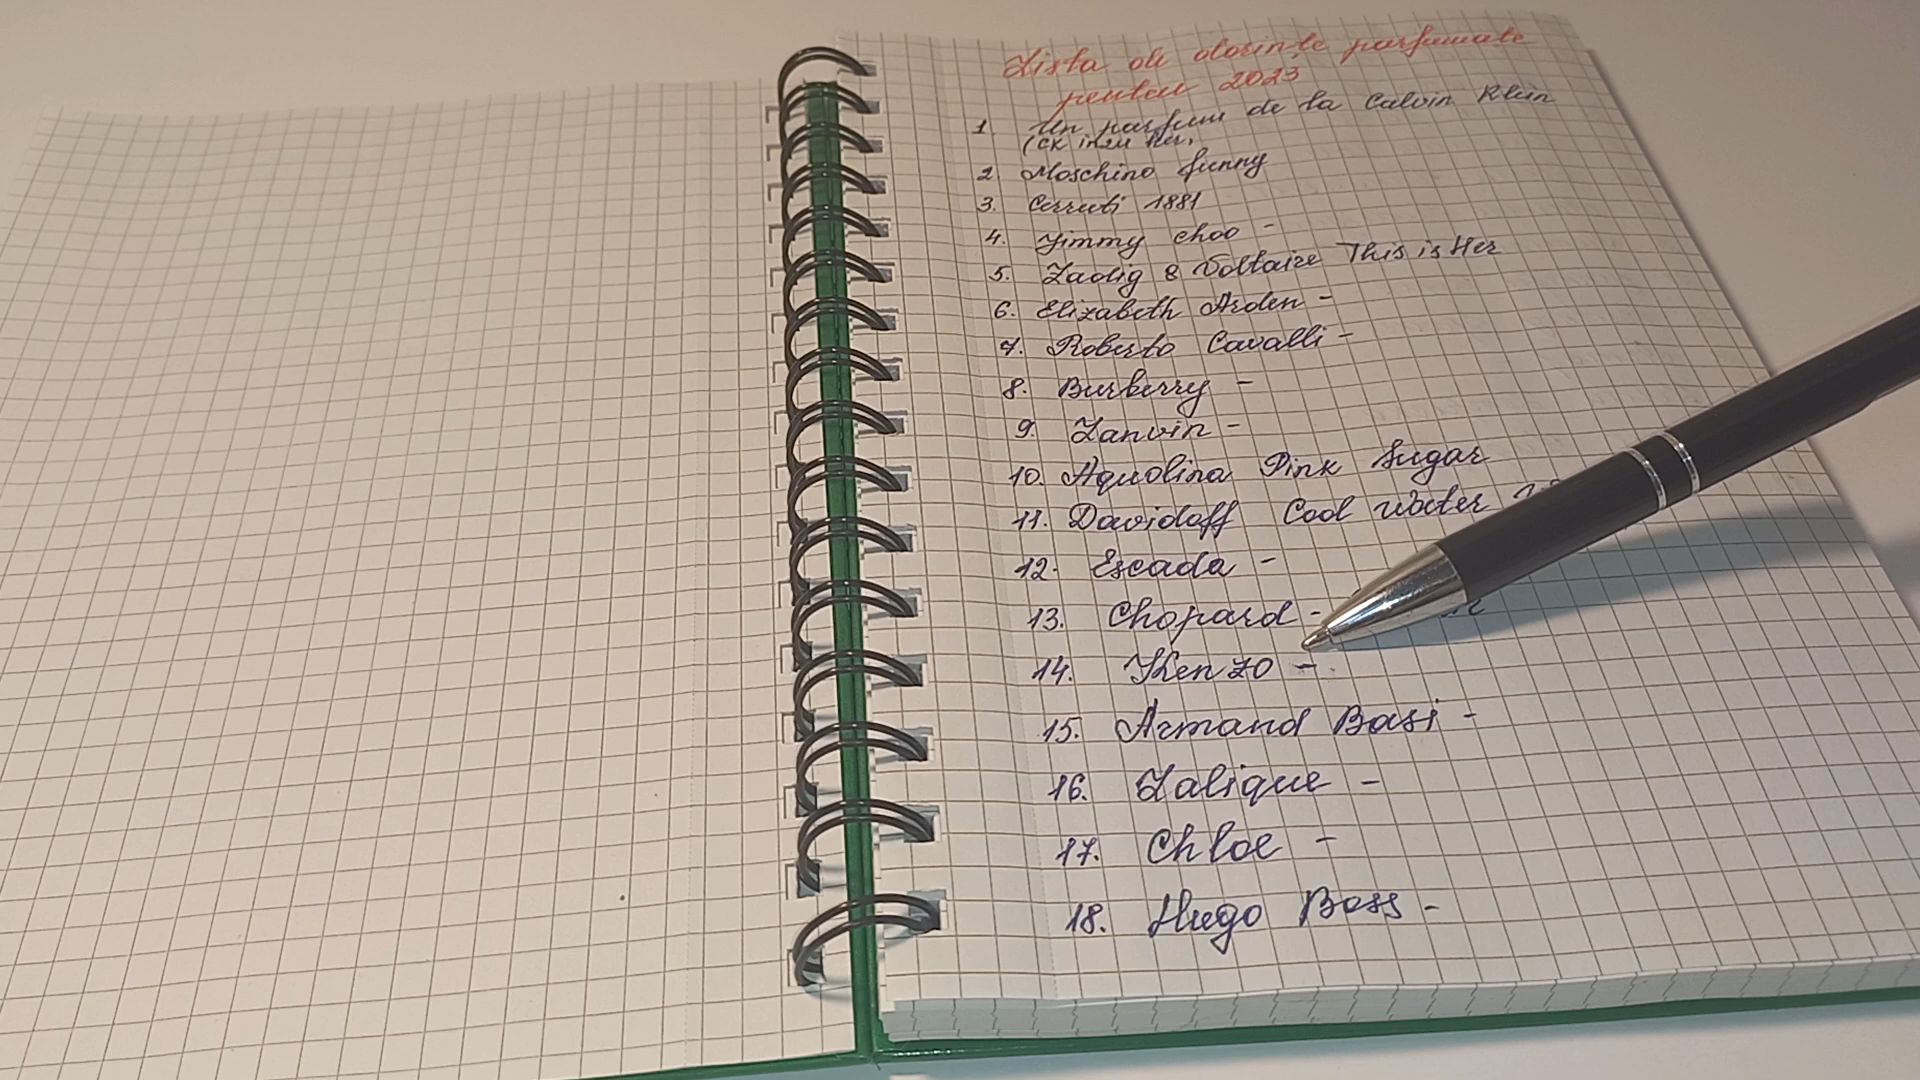 Lista de dorințe parfumate
pentru 2023
1. Un parfum de la Calvin Klein
(CK in2u her,
2. Moschino funny
3. Cerruti 1881
4. Jimmy choo -
5. Zadig & Voltaire This is Her
6. Elizabeth Arden -
7. Roberto Cavalli -
8. Burberry -
9. Lanvin -
10. Aquolina Pink Sugar
11. Davidoff Cool Water
12. Escada -
13. Chopard -
14. Kenzo -
15. Armand Basi -
16. Lalique -
17. Chloe -
18. Hugo Boss -